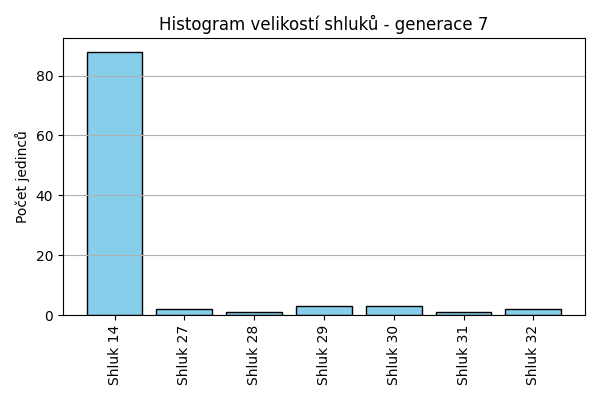 Histogram velikostí shluků - generace 7
Počet jedinců
80
60
40
20
0
Shluk 14
Shluk 27
Shluk 28
Shluk 29
Shluk 30
Shluk 31
Shluk 32